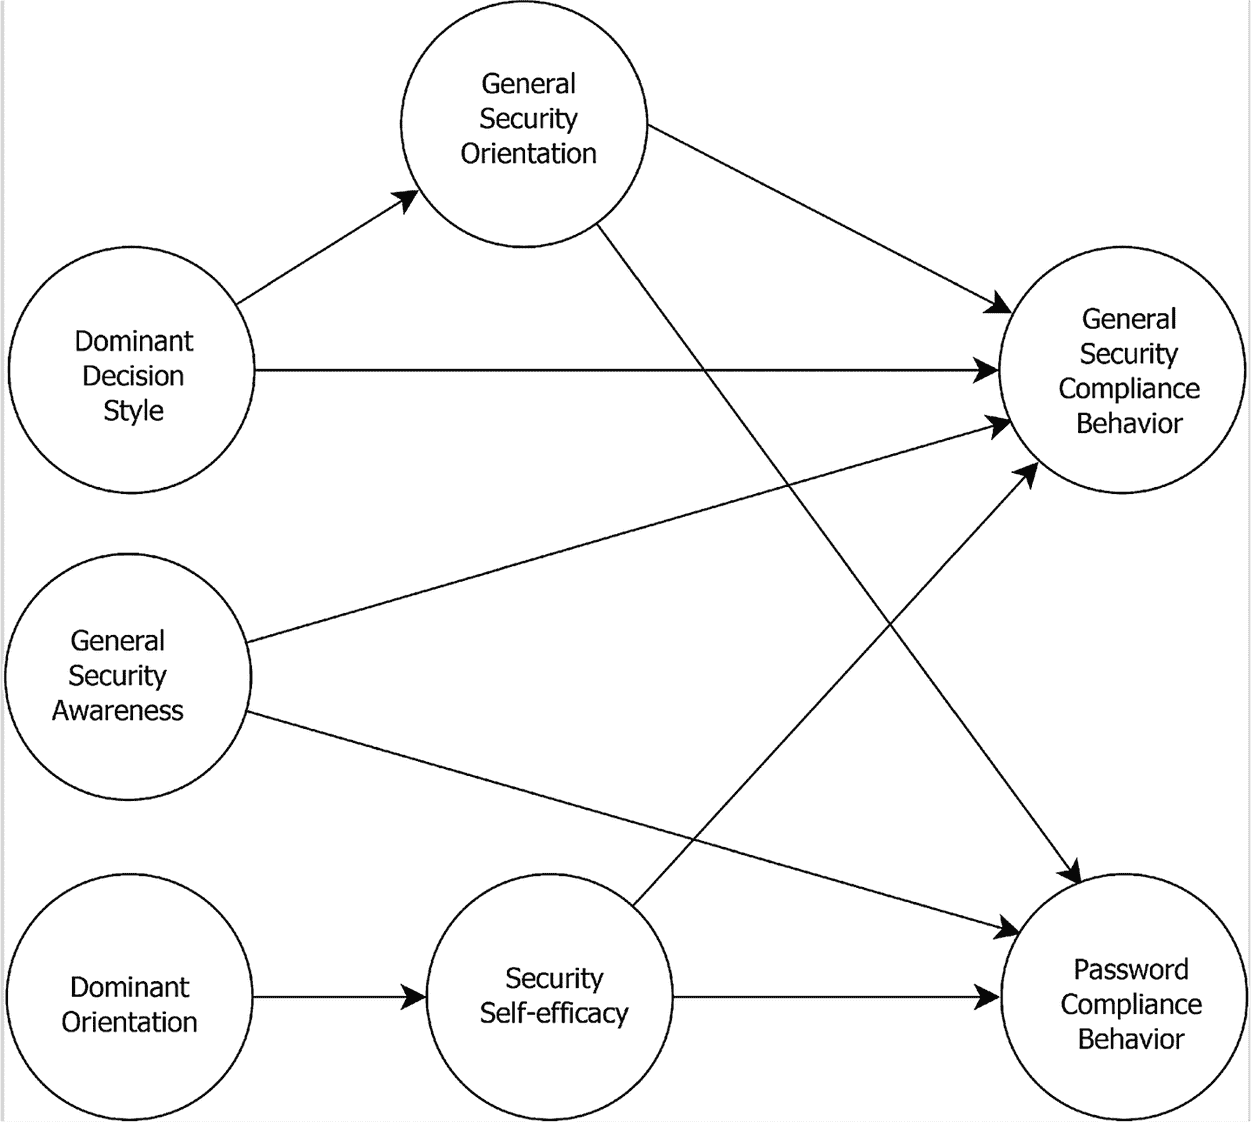 General
Security
Orientation
Dominant
Decision
Style
General
Security
Compliance
Behavior
General
Security
Awareness
Dominant
Orientation
Security
Self-efficacy
Password
Compliance
Behavior